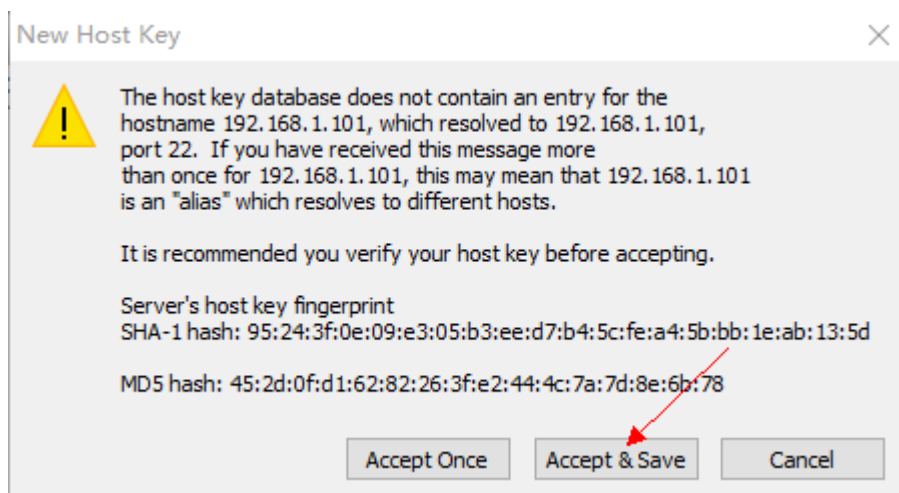 New Host Key
The host key database does not contain an entry for the
hostname 192.168.1.101, which resolved to 192.168.1.101,
port 22.  If you have received this message more
than once for 192.168.1.101, this may mean that 192.168.1.101
is an "alias" which resolves to different hosts.
It is recommended you verify your host key before accepting.
Server's host key fingerprint
SHA-1 hash: 95:24:3f:0e:09:e3:05:b3:ee:d7:b4:5c:fe:a4:5b:bb:1e:ab:13:5d
MD5 hash: 45:2d:0f:d1:62:82:26:3f:e2:44:4c:7a:7d:8e:6b:78
Accept Once Accept & Save Cancel